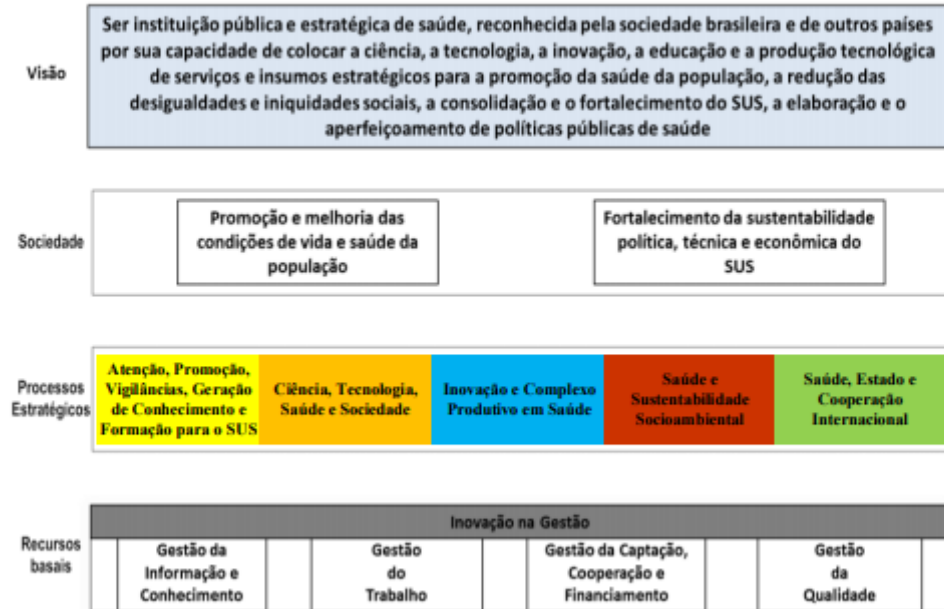 Visão
Ser instituição pública e estratégica de saúde, reconhecida pela sociedade brasileira e de outros países
por sua capacidade de colocar a ciência, a tecnologia, a inovação, a educação e a produção tecnológica
de serviços e insumos estratégicos para a promoção da saúde da população, a redução das
desigualdades e iniquidades sociais, a consolidação e o fortalecimento do SUS, a elaboração e o
aperfeiçoamento de políticas públicas de saúde
Sociedade
Promoção e melhoria das
condições de vida e saúde da
população
Fortalecimento da sustentabilidade
política, técnica e econômica do
SUS
Processos
Estratégicos
Atenção, Promoção,
Vigilâncias, Geração
de Conhecimento e
Formação para o SUS
Ciência, Tecnologia,
Saúde e Sociedade
Inovação e Complexo
Produtivo em Saúde
Saúde e
Sustentabilidade
Socioambiental
Saúde, Estado e
Cooperação
Internacional
Recursos
basais
Inovação na Gestão
Gestão da
Informação e
Conhecimento
Gestão
do
Trabalho
Gestão da Captação,
Cooperação e
Financiamento
Gestão
da
Qualidade